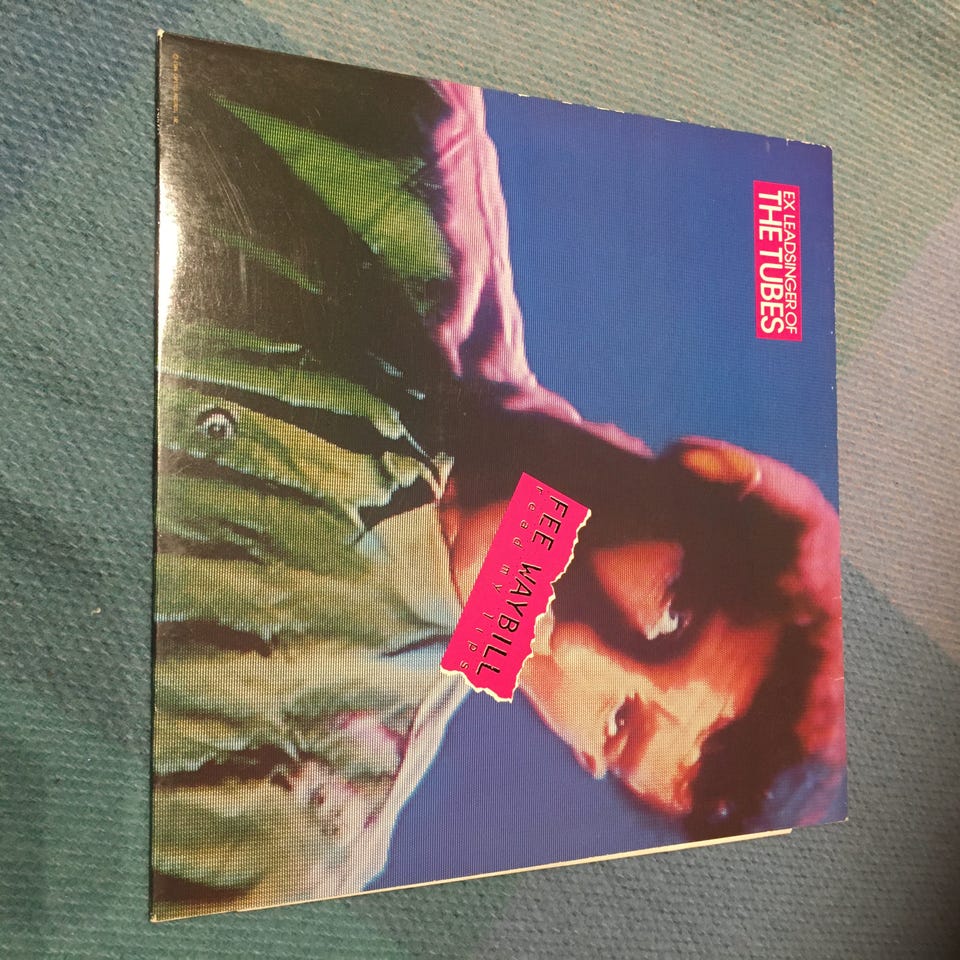 EX LEADSINGER OF
THE TUBES
FEE WAYBILL
read my lips